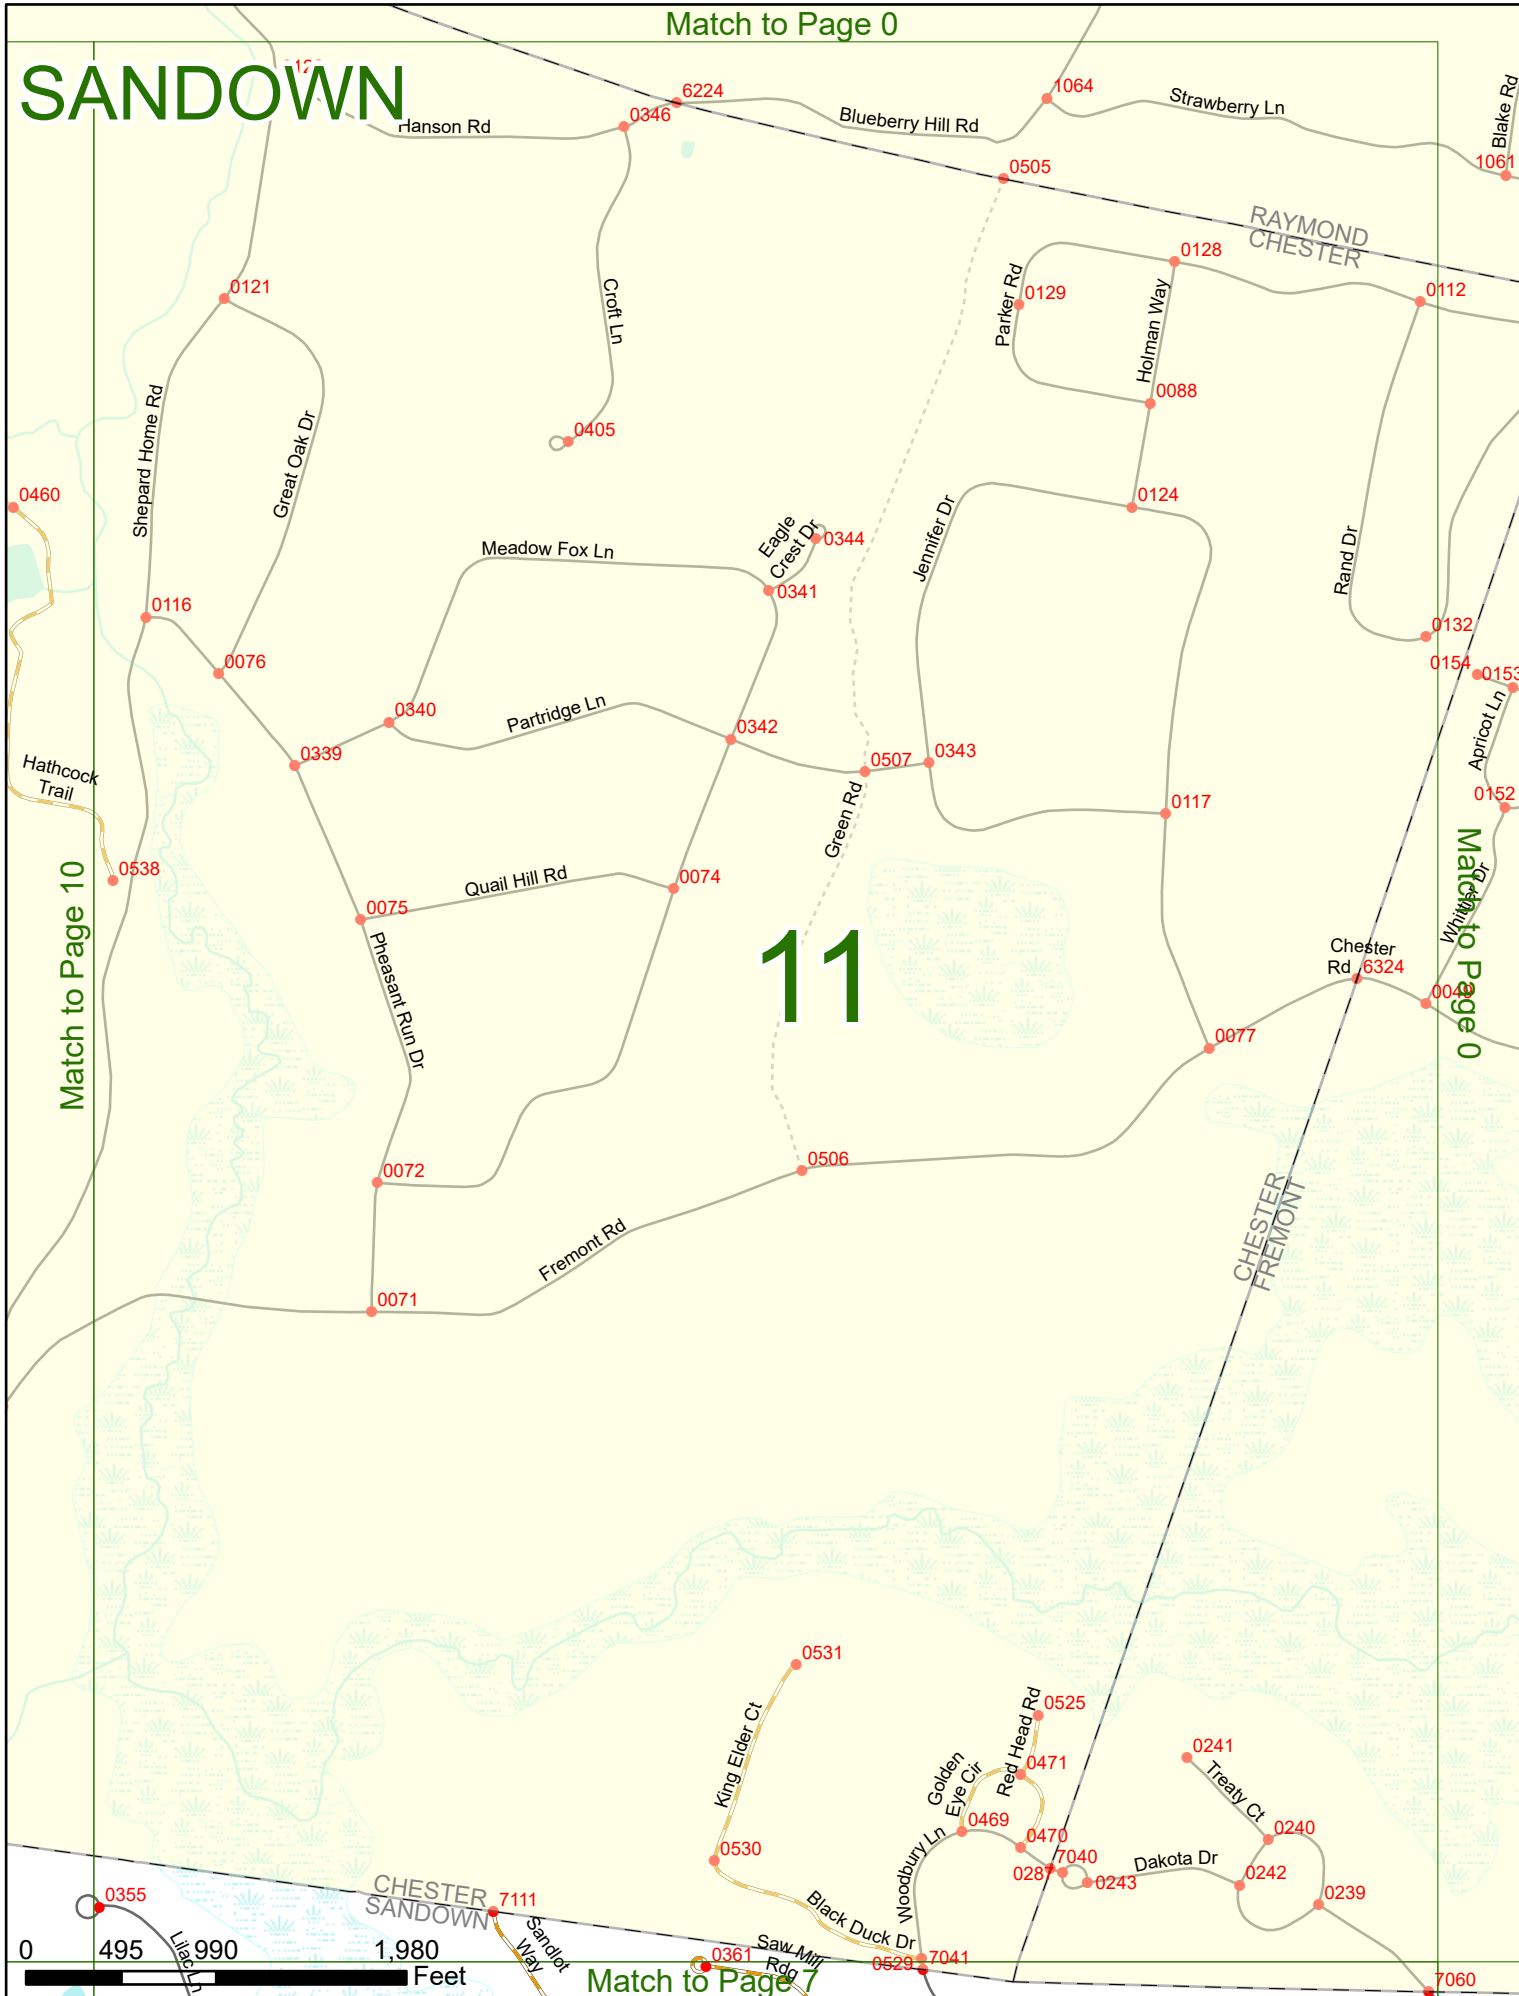 Match to Page 0
SANDOWN
6224
0346
Hanson Rd
Blueberry Hill Rd
1064
Strawberry Ln
Blake Rd
1061
0505
RAYMOND
CHESTER
0121
Croft Ln
Parker Rd
0129
0128
Holman Way
0112
0088
Shepard Home Rd
Great Oak Dr
0405
0460
0124
Jennifer Dr
Rand Dr
Meadow Fox Ln
Eagle
Crest Dr
0344
0341
0116
0076
0132
0154
0153
0340
Partridge Ln
0342
0339
0507
0343
Apricot Ln
Hathcock
Trail
Green Rd
0117
0152
0538
Match to Page 10
Quail Hill Rd
0074
0075
Pheasant Run Dr
11
Whittier Dr
Match to Page 0
Chester
Rd
6324
0049
0077
0072
0506
CHESTER
FREMONT
Fremont Rd
0071
0531
King Elder Ct
0525
Red Head Rd
0471
Golden
Eye Cir
0241
Treaty Ct
0469
0470
0240
0530
Woodbury Ln
7040
0287
0243
Dakota Dr
0242
0239
CHESTER
SANDOWN
7111
0355
Lilac Ln
Sandlot
Way
Black Duck Dr
Saw Mill
Rdg
0361
7041
0529
0 495 990 1,980
Feet
Match to Page 7
7060